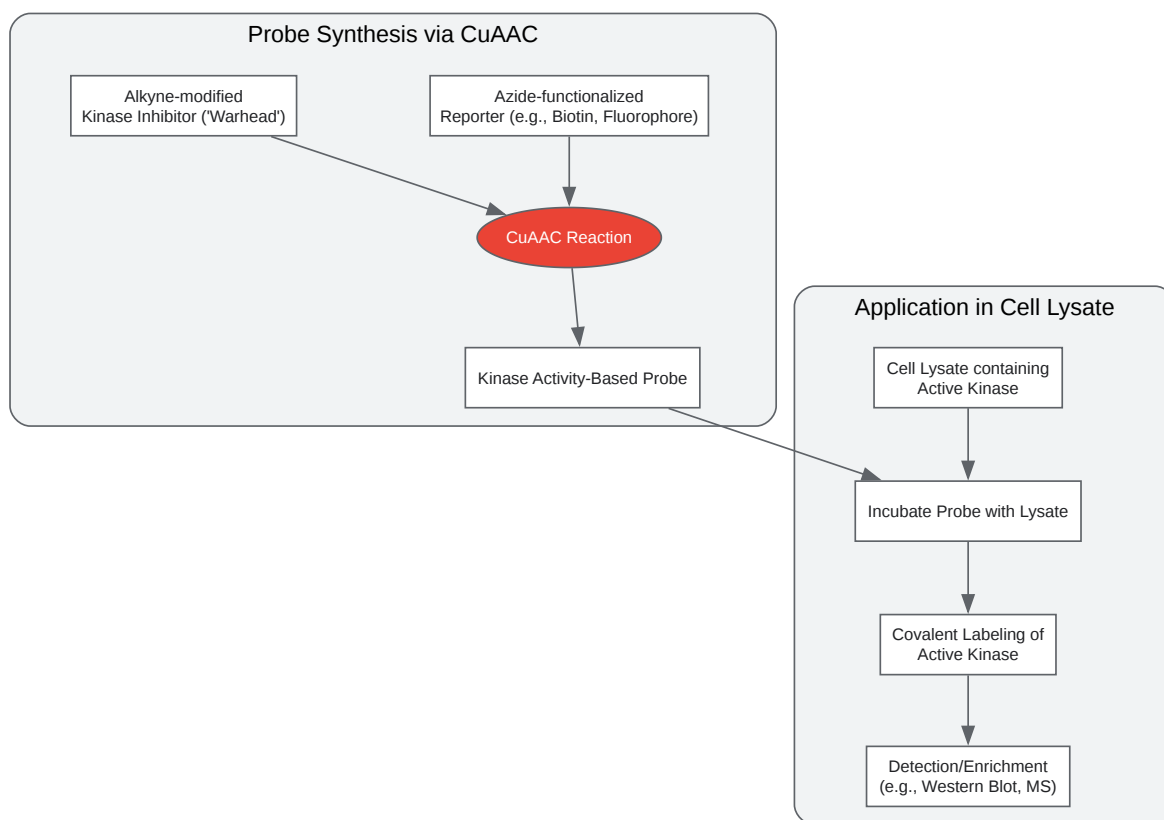 Probe Synthesis via CuAAC
Alkyne-modified
Kinase Inhibitor ('Warhead')
Azide-functionalized
Reporter (e.g., Biotin, Fluorophore)
CuAAC Reaction
Kinase Activity-Based Probe
Application in Cell Lysate
Cell Lysate containing
Active Kinase
Incubate Probe with Lysate
Covalent Labeling of
Active Kinase
Detection/Enrichment
(e.g., Western Blot, MS)